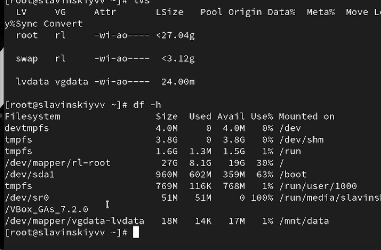 [root@slavinskiyvv ~]# lvs
LV VG Attr LSize Pool Origin Data% Meta% Move Lo
y%Sync Convert
root rl -wi-ao---- <27.04g
swap rl -wi-ao---- <3.12g
lvdata vgdata -wi-ao---- 24.00m
[root@slavinskiyvv ~]# df -h
Filesystem Size Used Avail Use% Mounted on
devtmpfs 4.0M 0 4.0M 0% /dev
tmpfs 3.8G 0 3.8G 0% /dev/shm
tmpfs 1.6G 1.3M 1.5G 1% /run
/dev/mapper/rl-root 27G 8.1G 19G 30% /
/dev/sda1 960M 602M 359M 63% /boot
tmpfs 769M 116K 768M 1% /run/user/1000
/dev/sr0 51M 51M 0 100% /run/media/slavins
/VBox_GAs_7.2.0
/dev/mapper/vgdata-lvdata 18M 14K 17M 1% /mnt/data
[root@slavinskiyvv ~]#